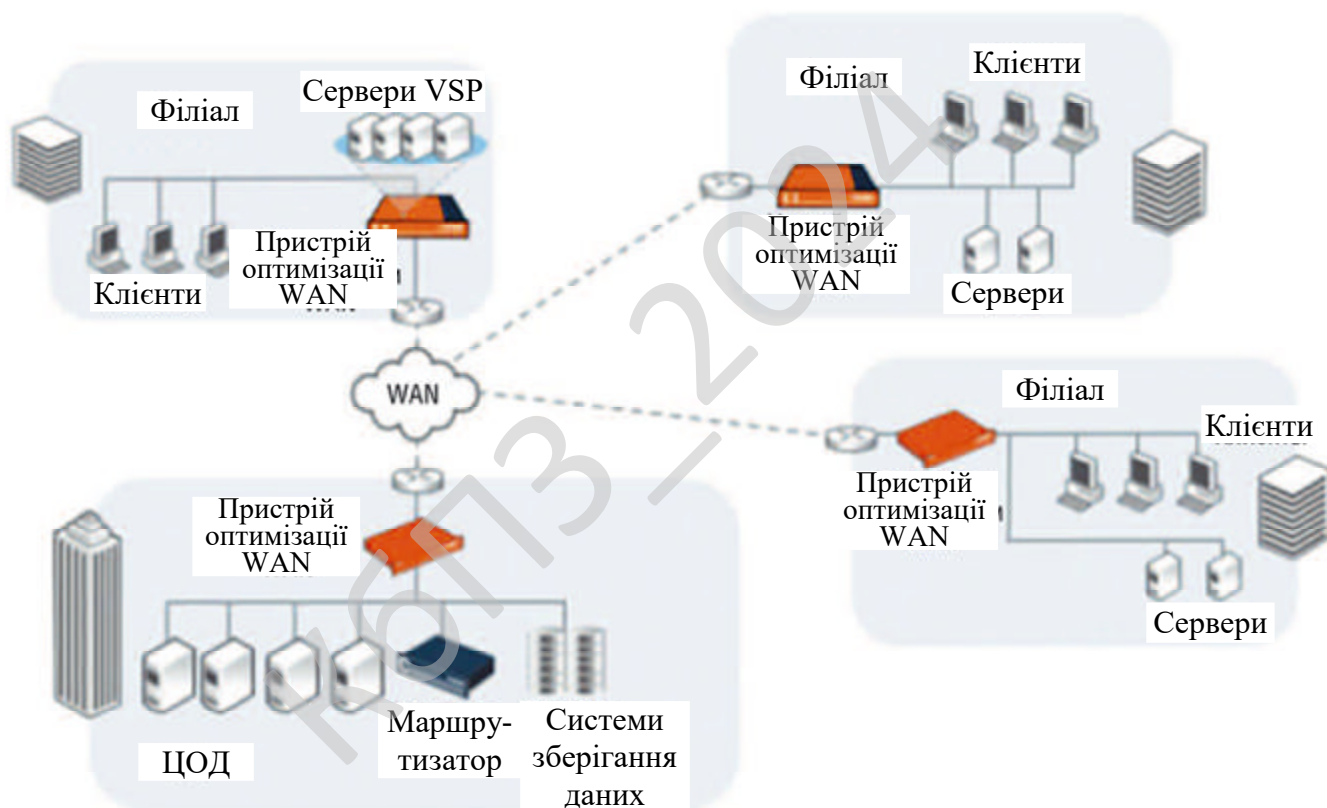 Філіал
Сервери VSP
Клієнти
Пристрій
оптимізації
WAN
Філіал
Клієнти
Пристрій
оптимізації
WAN
Сервери
WAN
Філіал
Клієнти
Пристрій
оптимізації
WAN
Сервери
Пристрій
оптимізації
WAN
ЦОД
Маршру-
тизатор
Системи
зберігання
даних
КбПЗ_2024